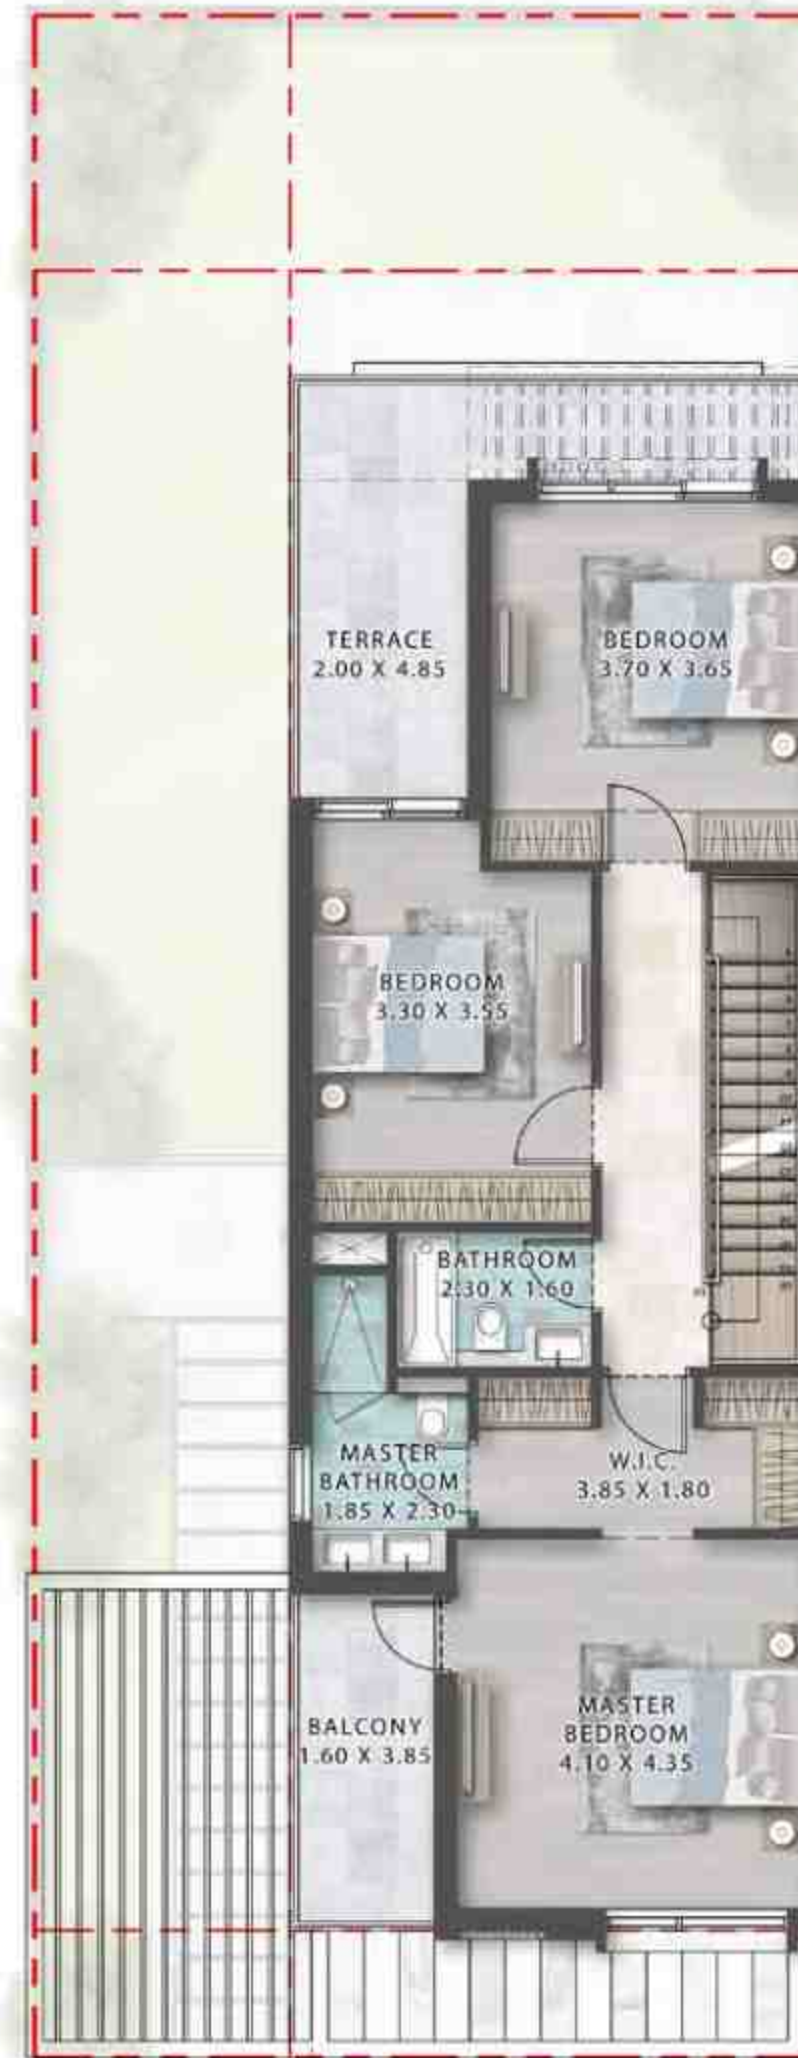 TERRACE
2.00 X 4.85
BEDROOM
3.70 X 3.65
BEDROOM
3.30 X 3.55
BATHROOM
2.30 X 1.60
MASTER
BATHROOM
1.85 X 2.30
W.I.C.
3.85 X 1.80
BALCONY
1.60 X 3.85
MASTER
BEDROOM
4.10 X 4.35